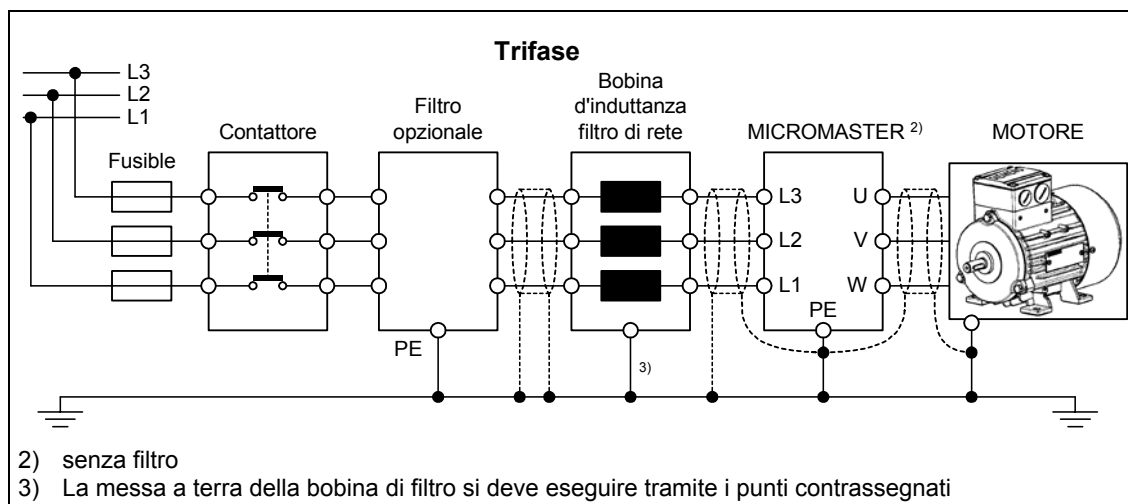 Trifase
L3
L2
L1
Fusible
Contattore
Filtro
opzionale
Bobina
d'induttanza
filtro di rete
MICROMASTER 2)
MOTORE
L3
L2
L1
U
V
W
PE
PE
3)
2) senza filtro
3) La messa a terra della bobina di filtro si deve eseguire tramite i punti contrassegnati